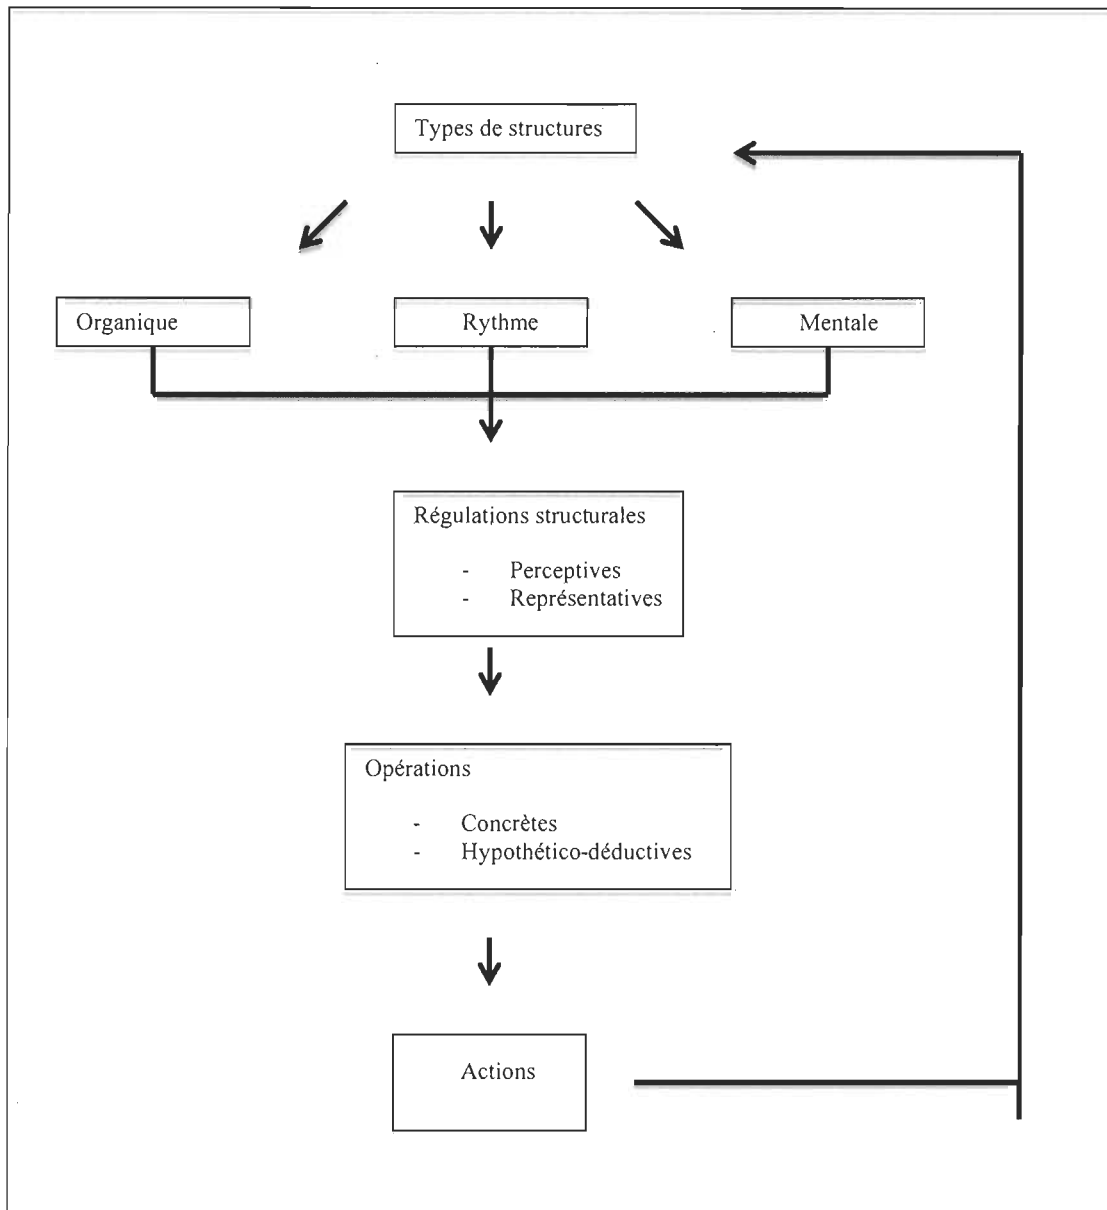 Types de structures
Organique
Rythme
Mentale
Régulations structurales
- Perceptives
- Représentatives
Opérations
- Concrètes
- Hypothético-déductives
Actions